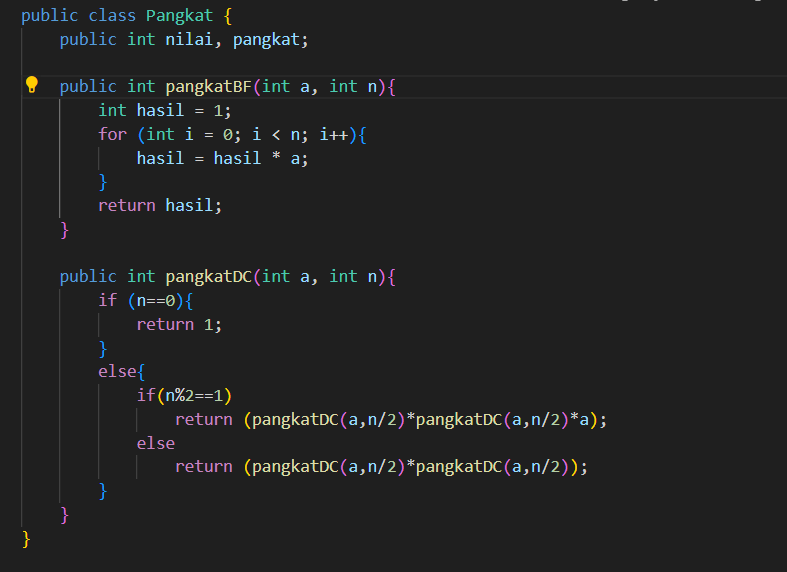 public class Pangkat {
    public int nilai, pangkat;

    public int pangkatBF(int a, int n){
        int hasil = 1;
        for (int i = 0; i < n; i++){
            hasil = hasil * a;
        }
        return hasil;
    }

    public int pangkatDC(int a, int n){
        if (n==0){
            return 1;
        }
        else{
            if(n%2==1)
                return (pangkatDC(a,n/2)*pangkatDC(a,n/2)*a);
            else
                return (pangkatDC(a,n/2)*pangkatDC(a,n/2));
        }
    }
}